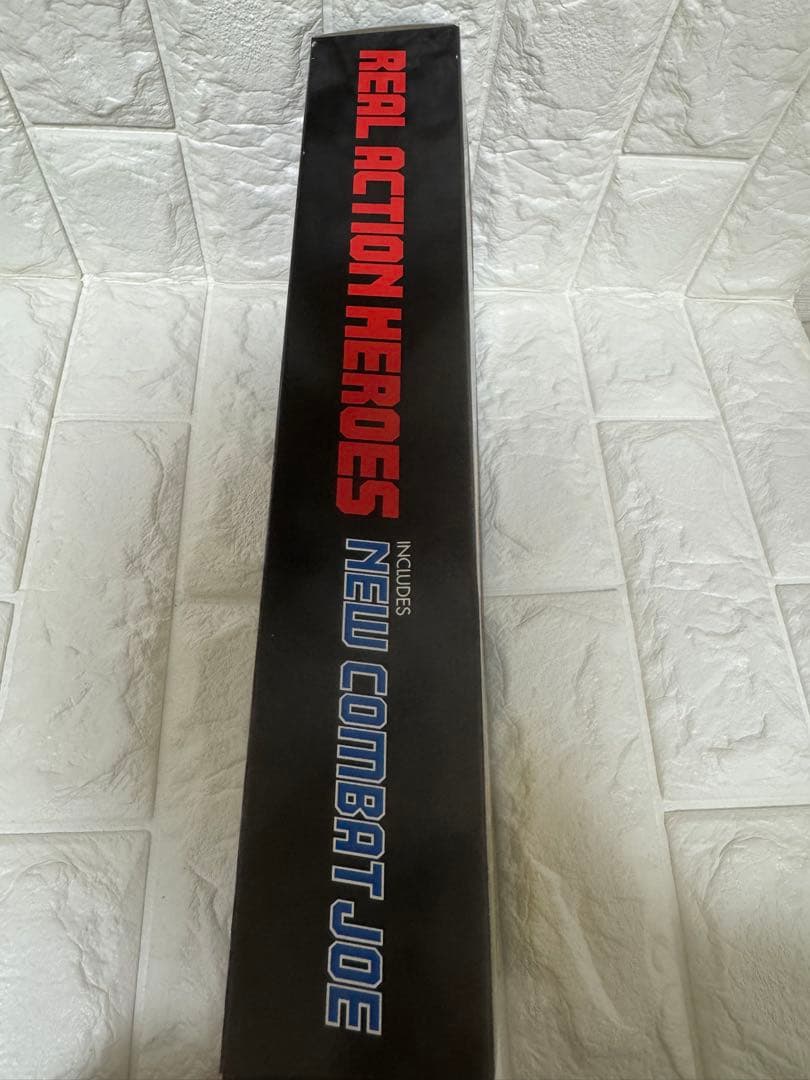 REAL ACTION HEROES
INCLUDES
NEW COMBAT JOE